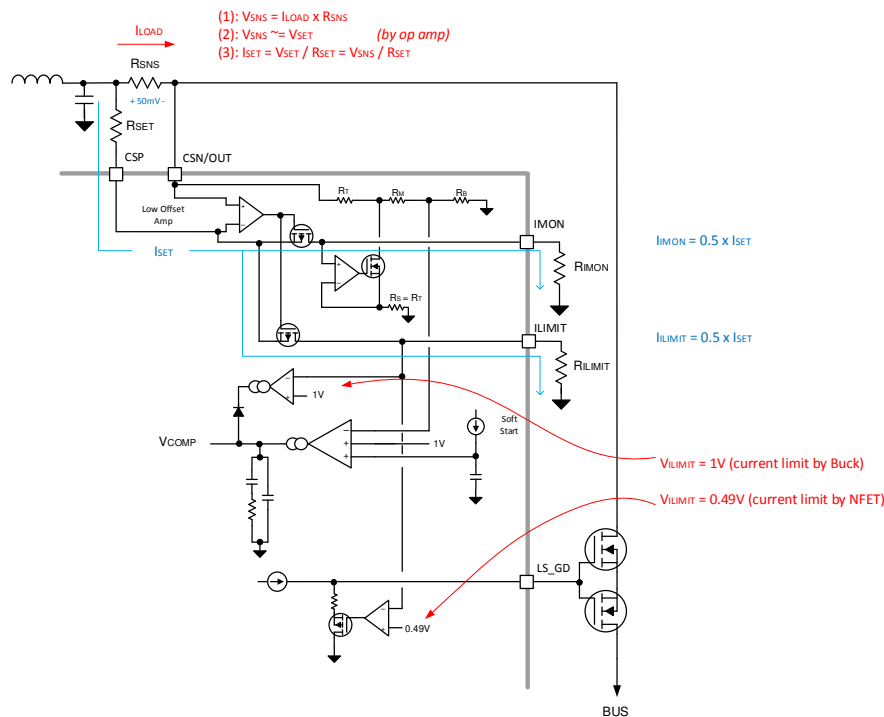 (1): VSNS = ILOAD x RSNS
(2): VSNS ~= VSET (by op amp)
(3): ISET = VSET / RSET = VSNS / RSET
ILOAD
RSNS
+ 50mV -
RSET
CSP
CSN/OUT
RT
RM
RB
Low Offset
Amp
+
−
IMON
ISET
IMON = 0.5 x ISET
RIMON
+
−
RS = RT
ILIMIT
ILIMIT = 0.5 x ISET
RILIMIT
−
+
1V
Soft
Start
VCOMP
−
+
1V
+
VILIMIT = 1V (current limit by Buck)
VILIMIT = 0.49V (current limit by NFET)
LS_GD
−
+
0.49V
BUS